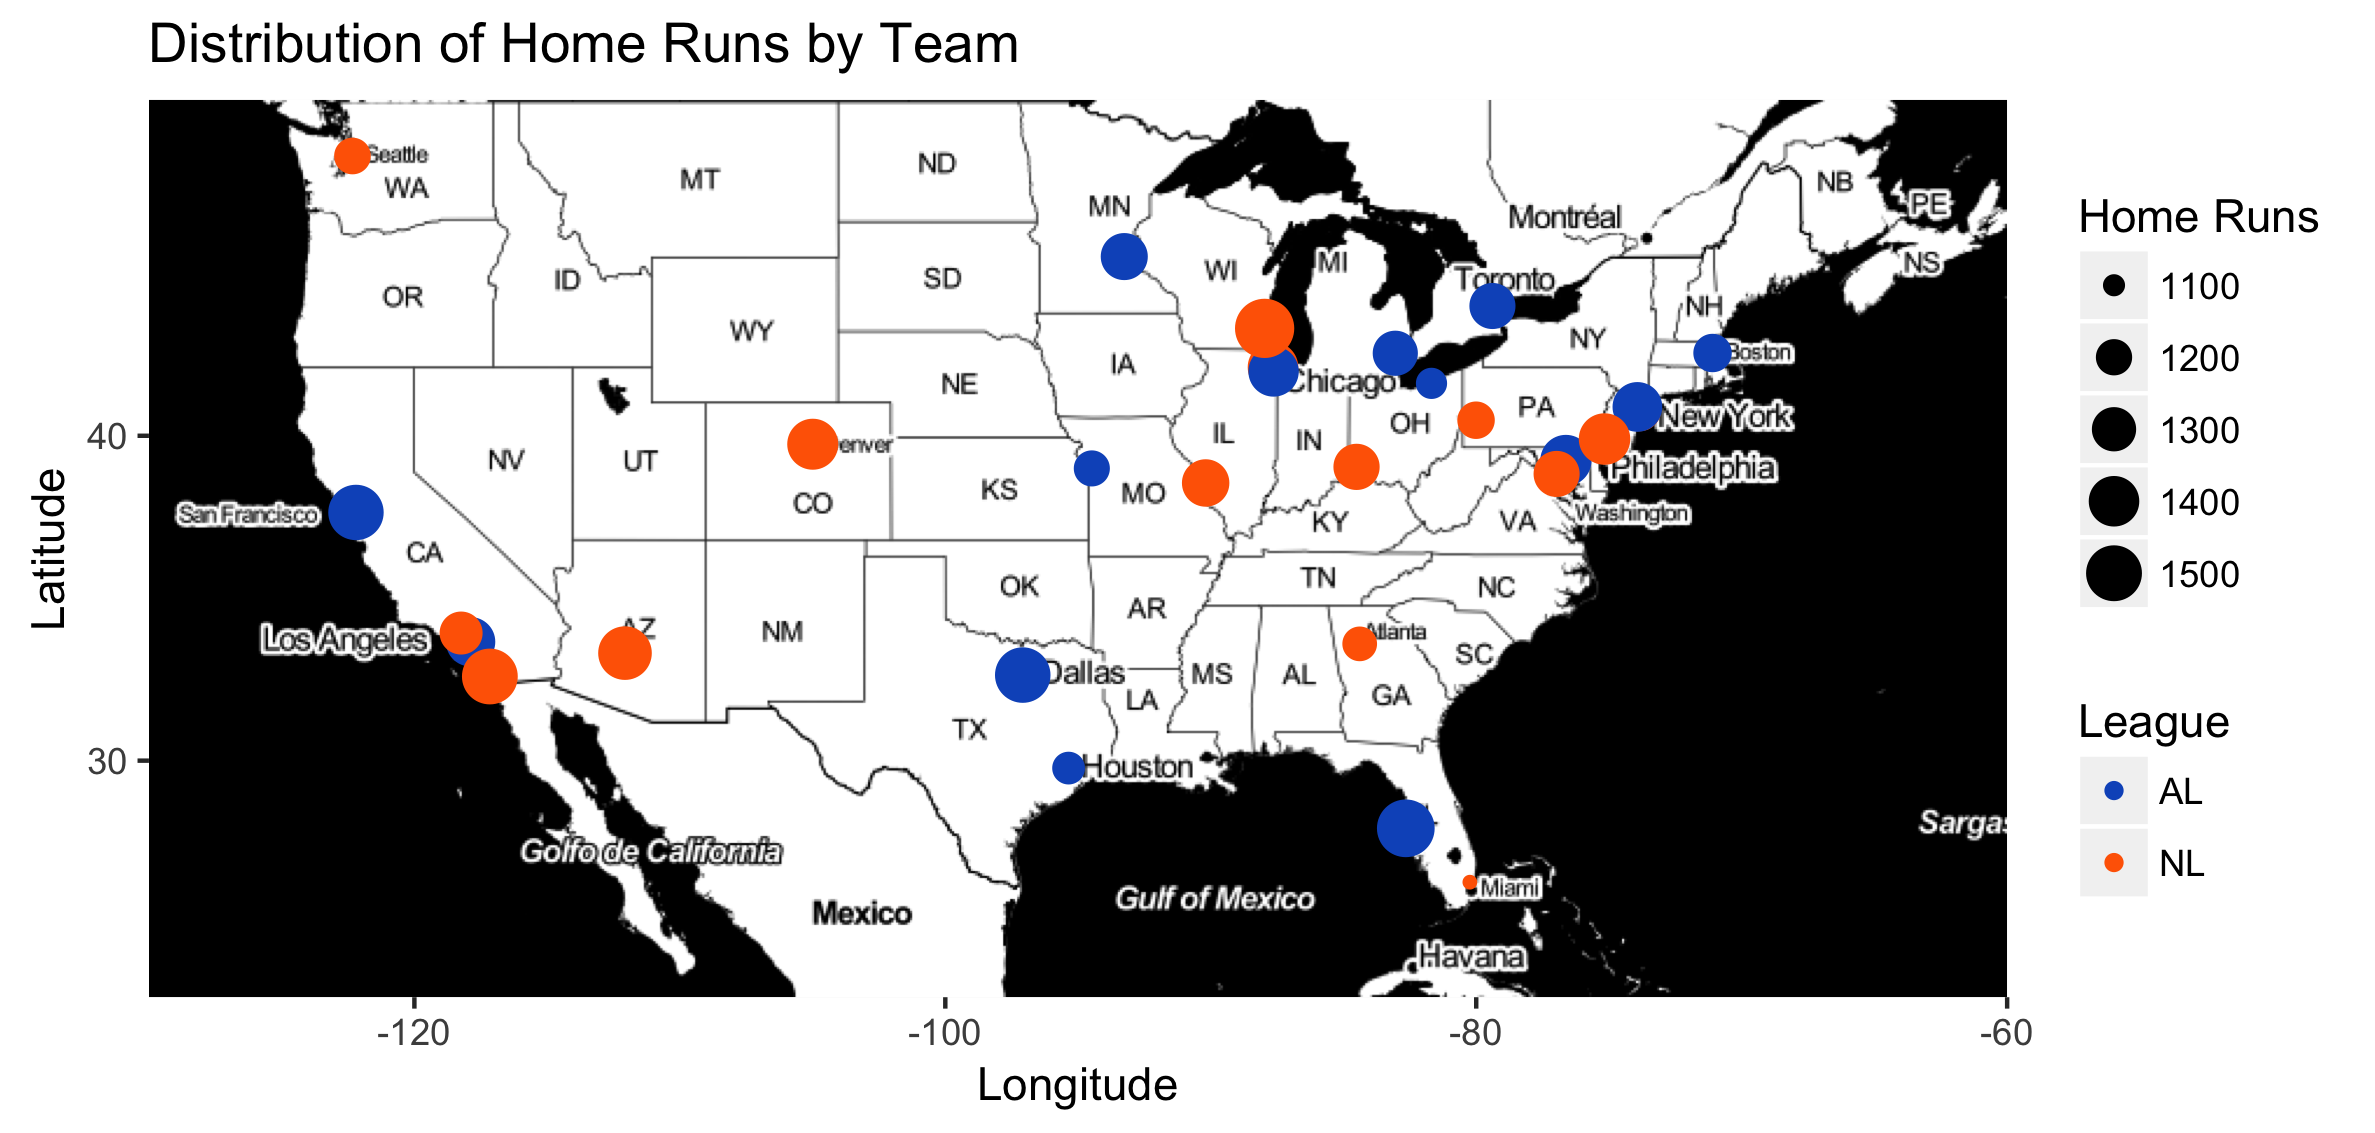 Distribution of Home Runs by Team
Seattle
WA
MT
ND
MN
OR
ID
SD
WI
MI
Montréal
NB
PE
NS
Toronto
NH
WY
NY
IA
NE
Chicago
Boston
PA
New York
OH
IL
IN
enver
NV
UT
CO
KS
MO
Philadelphia
San Francisco
CA
KY
VA
Washington
OK
TN
NC
AR
Los Angeles
AZ
NM
Atlanta
SC
Dallas
MS
AL
GA
LA
TX
Houston
Golfo de California
Mexico
Gulf of Mexico
Miami
Havana
Sargas
40
30
Latitude
-120
-100
-80
-60
Longitude
Home Runs
1100
1200
1300
1400
1500
League
AL
NL